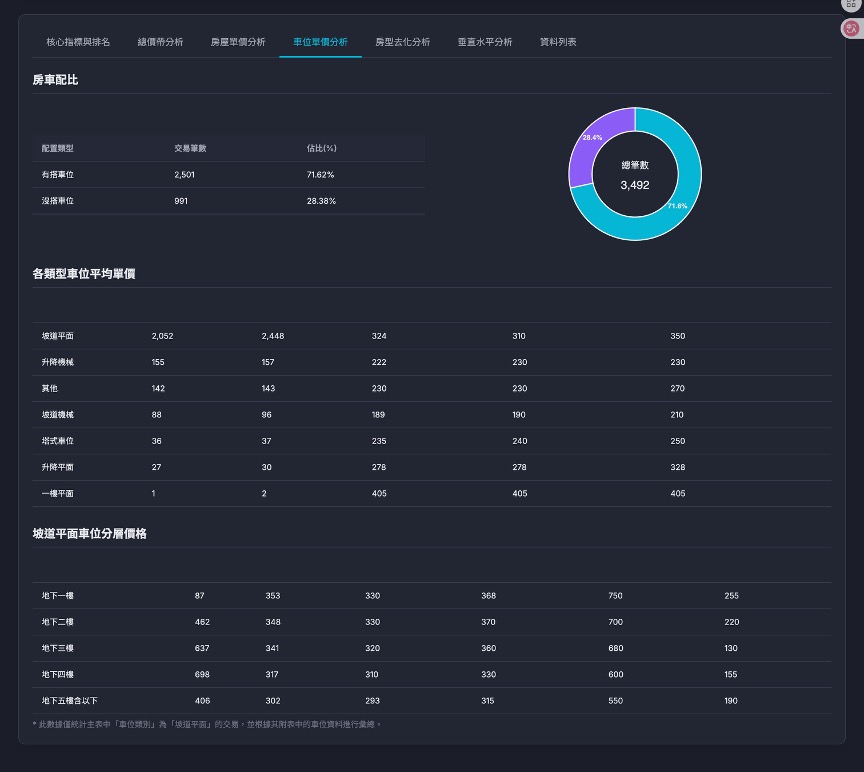 核心指標與排名 總價帶分析 房屋單價分析 車位單價分析 房型去化分析 垂直水平分析 資料列表
房車配比
配置類型 交易筆數 佔比(%)
有搭車位 2,501 71.62%
沒搭車位 991 28.38%
28.4%
總筆數
3,492
71.6%
各類型車位平均單價
坡道平面 2,052 2,448 324 310 350
升降機械 155 157 222 230 230
其他 142 143 230 230 270
坡道機械 88 96 189 190 210
塔式車位 36 37 235 240 250
升降平面 27 30 278 278 328
一樓平面 1 2 405 405 405
坡道平面車位分層價格
地下一樓 87 353 330 368 750 255
地下二樓 462 348 330 370 700 220
地下三樓 637 341 320 360 680 130
地下四樓 698 317 310 330 600 155
地下五樓含以下 406 302 293 315 550 190
* 此數據僅統計主表中「車位類別」為「坡道平面」的交易，並根據其附表中的車位資料進行彙總。